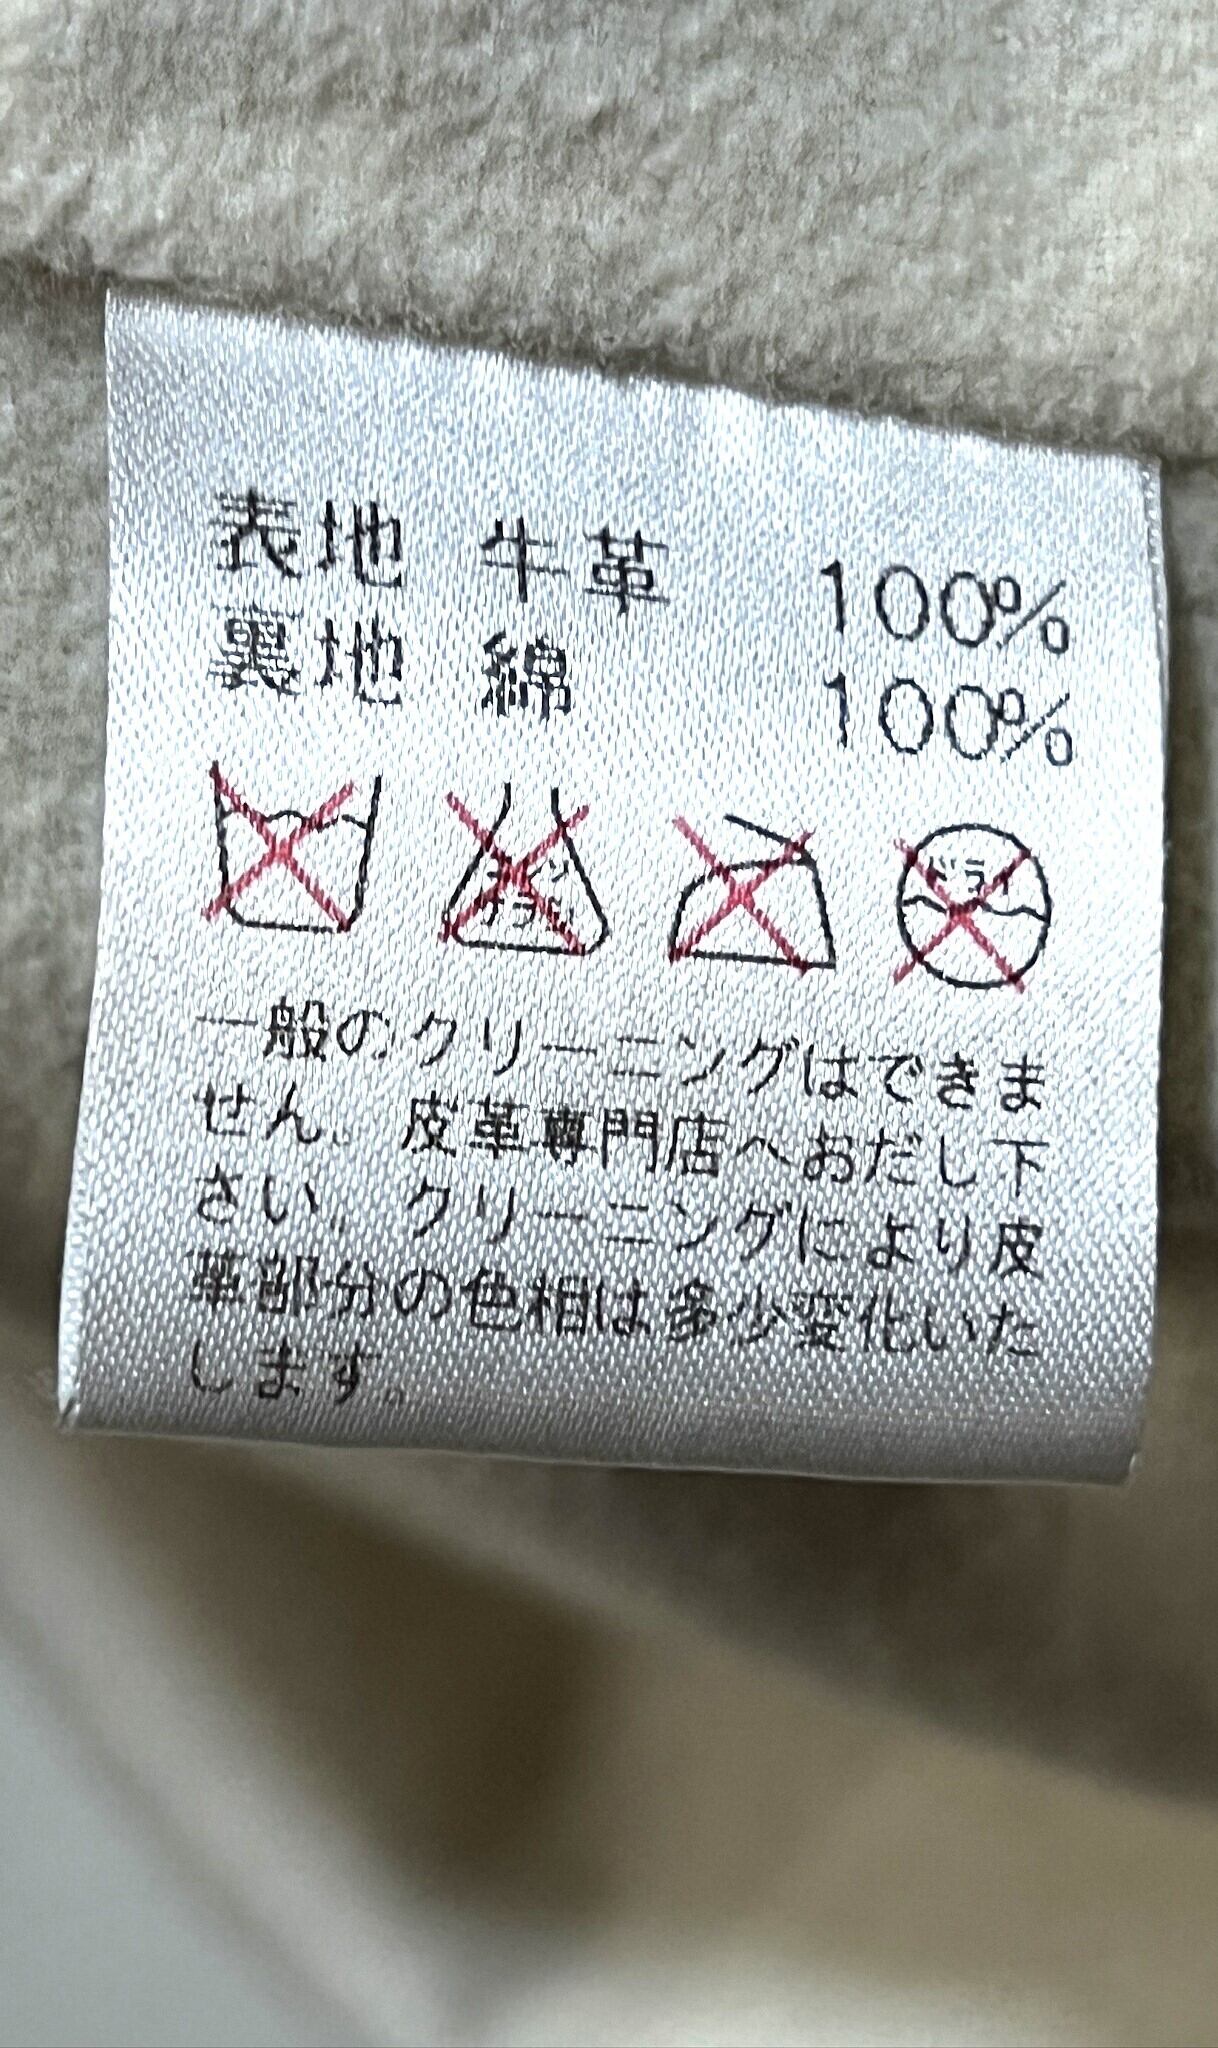 表地 牛革 100%
裏地 綿 100%
ドライ
一般のクリーニングはできま
せん。皮革専門店へおだし下
さい。クリーニングにより皮
革部分の色相は多少変化いた
します。